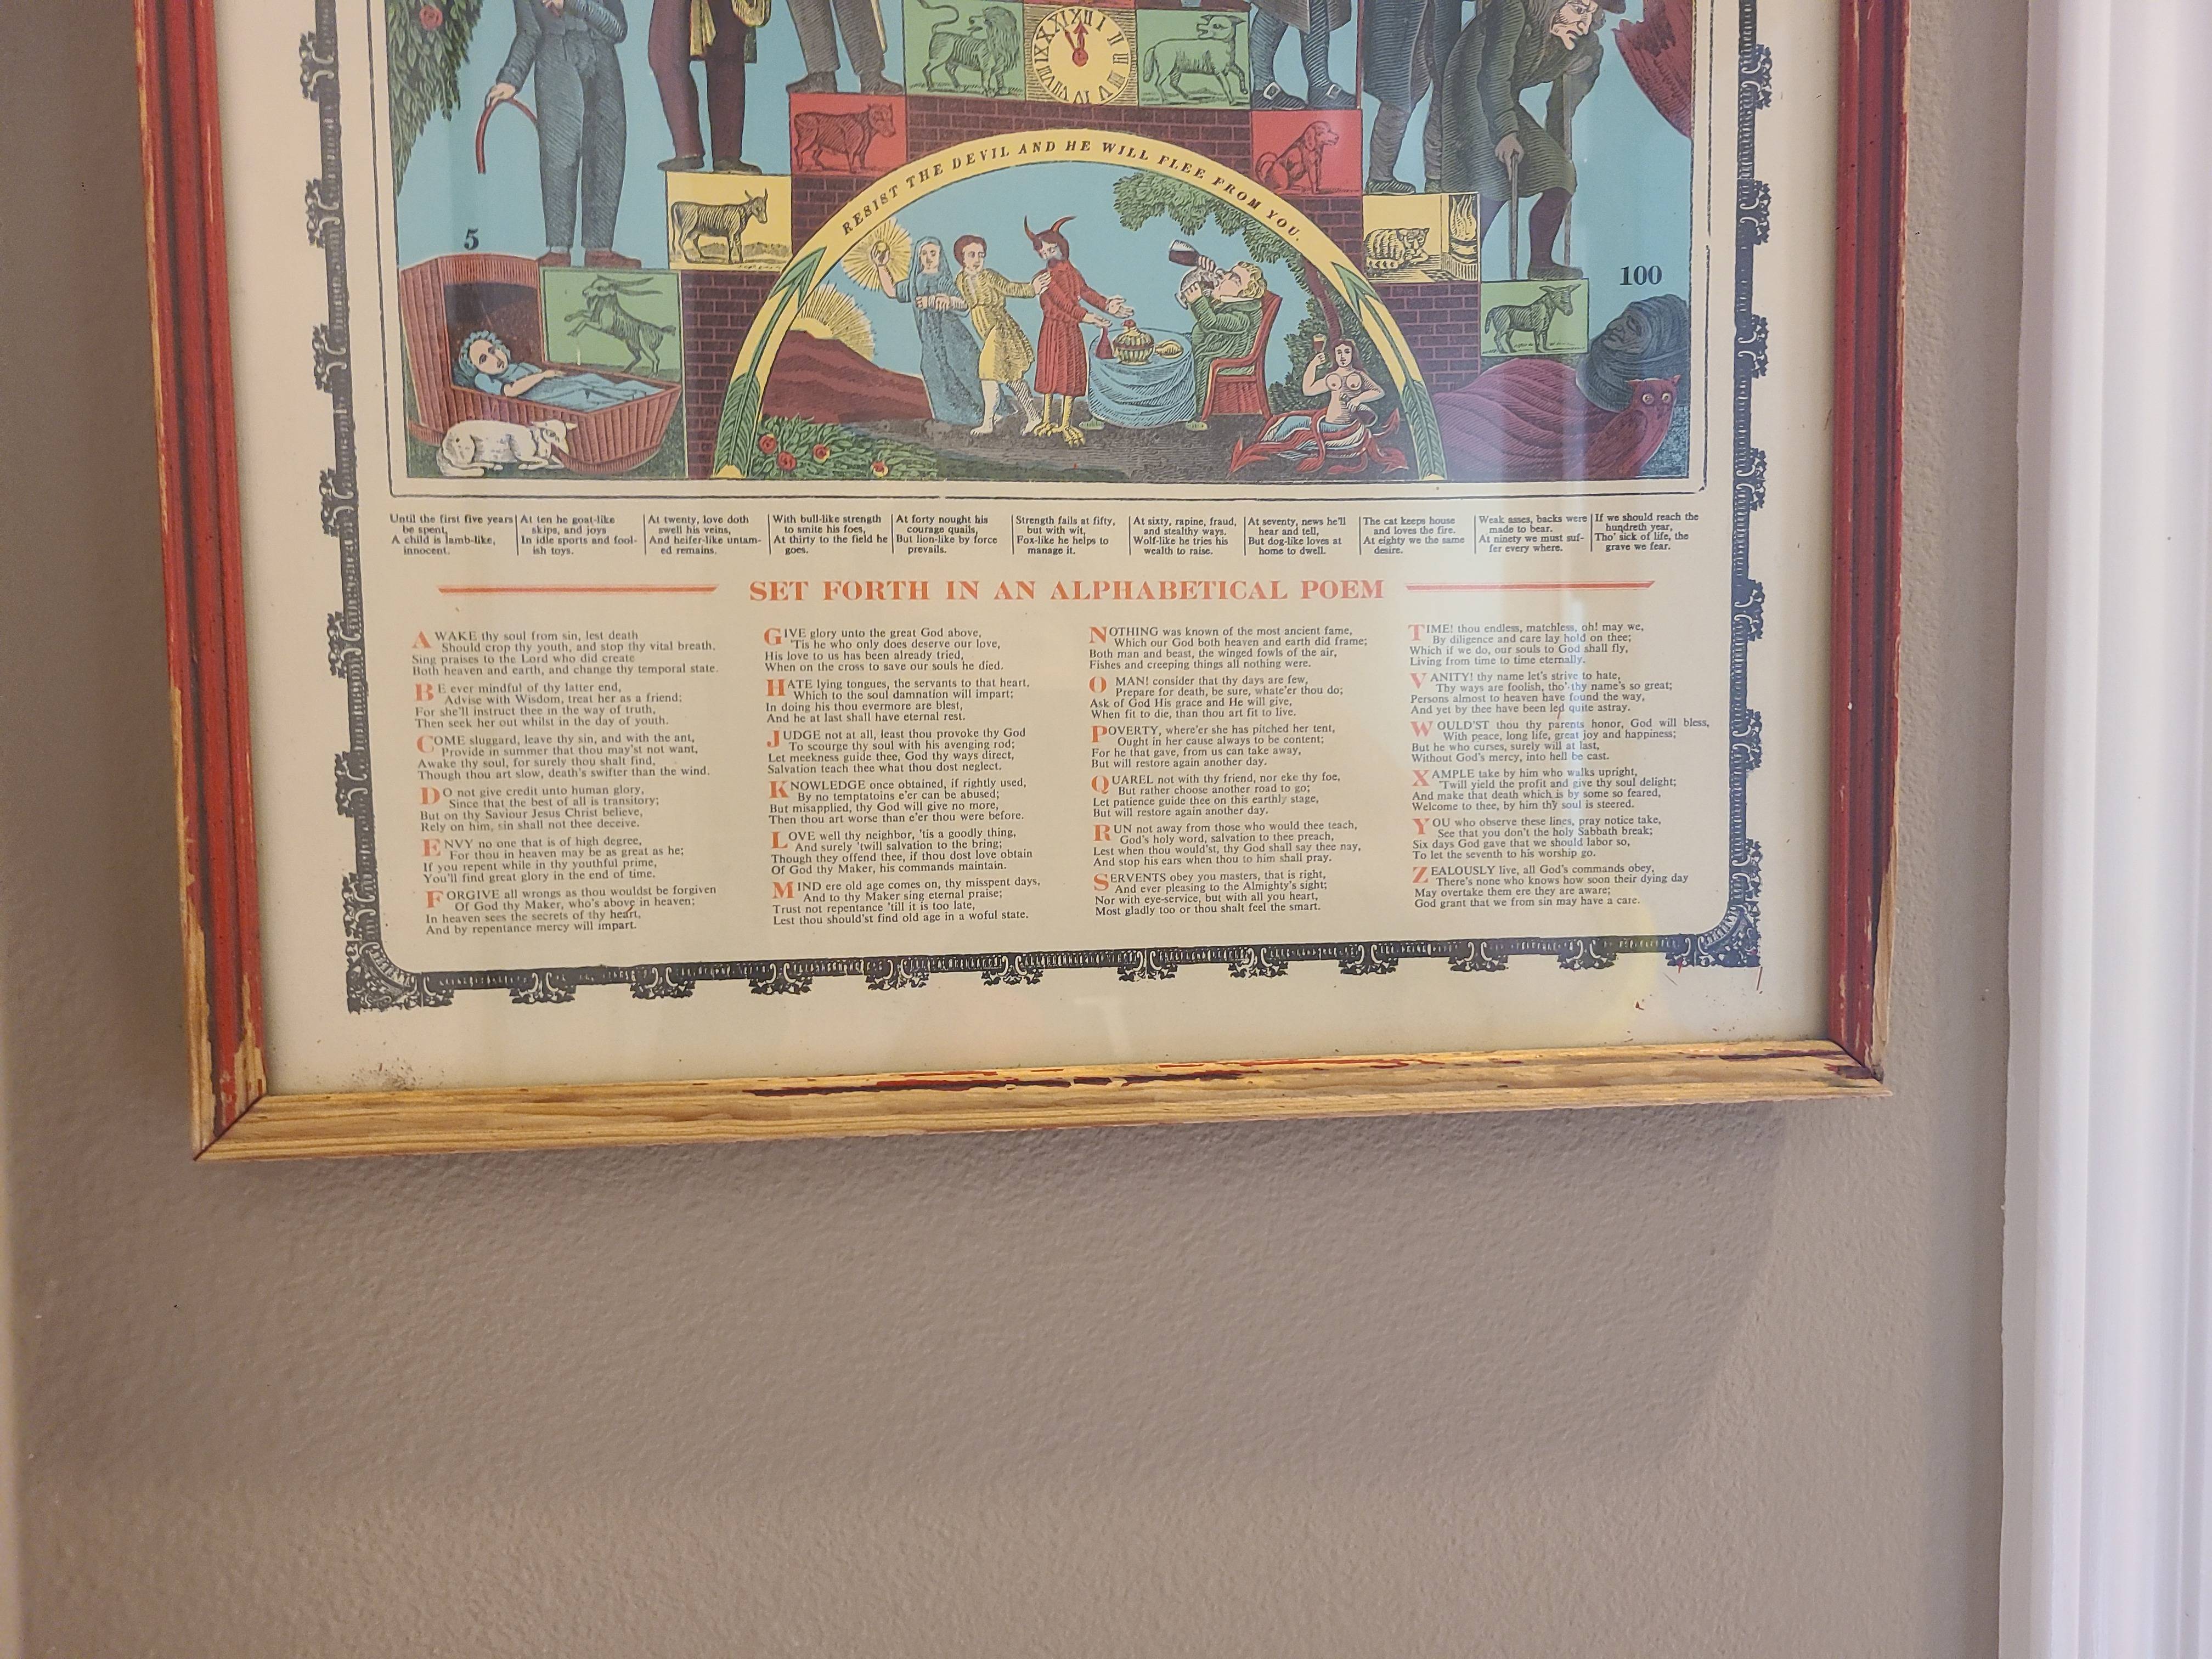 XII I II III V VI VII IX X XI
RESIST THE DEVIL AND HE WILL FLEE FROM YOU.
5
100
Until the first five years
be spent,
A child is lamb-like,
innocent.
At ten he goat-like
skips, and joys
In idle sports and fool-
ish toys.
At twenty, love doth
swell his veins,
And heifer-like untam-
ed remains.
With bull-like strength
to smite his foes,
At thirty to the field he
goes.
At forty nought his
courage quails,
But lion-like by force
prevails.
Strength fails at fifty,
but with wit,
Fox-like he helps to
manage it.
At sixty, rapine, fraud,
and stealthy ways.
Wolf-like he tries his
wealth to raise.
At seventy, news he'll
hear and tell,
But dog-like loves at
home to dwell.
The cat keeps house
and loves the fire.
At eighty we the same
desire.
Weak asses, backs were
made to bear.
At ninety we must suf-
fer every where.
If we should reach the
hundreth year,
Tho' sick of life, the
grave we fear.
SET FORTH IN AN ALPHABETICAL POEM
AWAKE thy soul from sin, lest death
Should crop thy youth, and stop thy vital breath.
Sing praises to the Lord who did create
Both heaven and earth, and change thy temporal state.
BE ever mindful of thy latter end,
Advise with Wisdom, treat her as a friend;
For she'll instruct thee in the way of truth,
Then seek her out whilst in the day of youth.
COME sluggard, leave thy sin, and with the ant,
Provide in summer that thou may'st not want,
Awake thy soul, for surely thou shalt find,
Though thou art slow, death's swifter than the wind.
DO not give credit unto human glory,
Since that the best of all is transitory;
But on thy Saviour Jesus Christ believe,
Rely on him, sin shall not thee deceive.
ENVY no one that is of high degree,
For thou in heaven may be as great as he;
If you repent while in thy youthful prime,
You'll find great glory in the end of time.
FORGIVE all wrongs as thou wouldst be forgiven
Of God thy Maker, who's above in heaven;
In heaven sees the secrets of thy heart,
And by repentance mercy will impart.
GIVE glory unto the great God above,
'Tis he who only does deserve our love,
His love to us has been already tried,
When on the cross to save our souls he died.
HATE lying tongues, the servants to that heart,
Which to the soul damnation will impart;
In doing his thou evermore are blest,
And he at last shall have eternal rest.
JUDGE not at all, least thou provoke thy God
To scourge thy soul with his avenging rod;
Let meekness guide thee, God thy ways direct,
Salvation teach thee what thou dost neglect.
KNOWLEDGE once obtained, if rightly used,
By no temptatoins e'er can be abused;
But misapplied, thy God will give no more,
Then thou art worse than e'er thou were before.
LOVE well thy neighbor, 'tis a goodly thing,
And surely 'twill salvation to the bring;
Though they offend thee, if thou dost love obtain
Of God thy Maker, his commands maintain.
MIND ere old age comes on, thy misspent days,
And to thy Maker sing eternal praise;
Trust not repentance 'till it is too late,
Lest thou should'st find old age in a woful state.
NOTHING was known of the most ancient fame,
Which our God both heaven and earth did frame;
Both man and beast, the winged fowls of the air,
Fishes and creeping things all nothing were.
O MAN! consider that thy days are few,
Prepare for death, be sure, whate'er thou do;
Ask of God His grace and He will give,
When fit to die, than thou art fit to live.
POVERTY, where'er she has pitched her tent,
Ought in her cause always to be content;
For he that gave, from us can take away,
But will restore again another day.
QUAREL not with thy friend, nor eke thy foe,
But rather choose another road to go;
Let patience guide thee on this earthly stage,
But will restore again another day.
RUN not away from those who would thee teach,
God's holy word, salvation to thee preach,
Lest when thou would'st, thy God shall say thee nay,
And stop his ears when thou to him shall pray.
SERVENTS obey you masters, that is right,
And ever pleasing to the Almighty's sight;
Nor with eye-service, but with all you heart,
Most gladly too or thou shalt feel the smart.
TIME! thou endless, matchless, oh! may we,
By diligence and care lay hold on thee;
Which if we do, our souls to God shall fly,
Living from time to time eternally.
VANITY! thy name let's strive to hate,
Thy ways are foolish, tho' thy name's so great;
Persons almost to heaven have found the way,
And yet by thee have been led quite astray.
WOULD'ST thou thy parents honor, God will bless,
With peace, long life, great joy and happiness;
But he who curses, surely will at last,
Without God's mercy, into hell be cast.
XAMPLE take by him who walks upright,
'Twill yield the profit and give thy soul delight;
And make that death which is by some so feared,
Welcome to thee, by him thy soul is steered.
YOU who observe these lines, pray notice take,
See that you don't the holy Sabbath break;
Six days God gave that we should labor so,
To let the seventh to his worship go.
ZEALOUSLY live, all God's commands obey,
There's none who knows how soon their dying day
May overtake them ere they are aware;
God grant that we from sin may have a care.